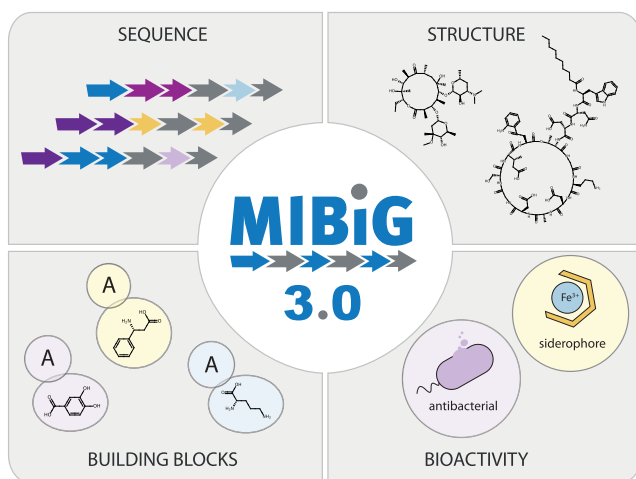 SEQUENCE
STRUCTURE
MIBiG
3.0
A
A
A
Fe³⁺
siderophore
antibacterial
BUILDING BLOCKS
BIOACTIVITY